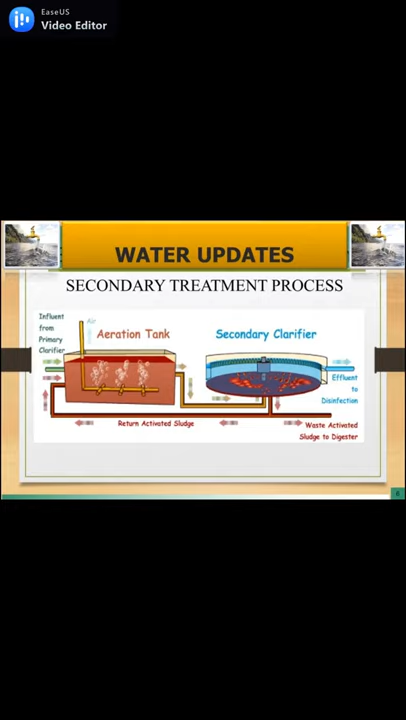 EaseUS
Video Editor
WATER UPDATES
SECONDARY TREATMENT PROCESS
Influent
from
Primary
Clarifier
Air
Aeration Tank
Secondary Clarifier
Effluent
to
Disinfection
Return Activated Sludge
Waste Activated
Sludge to Digester
6